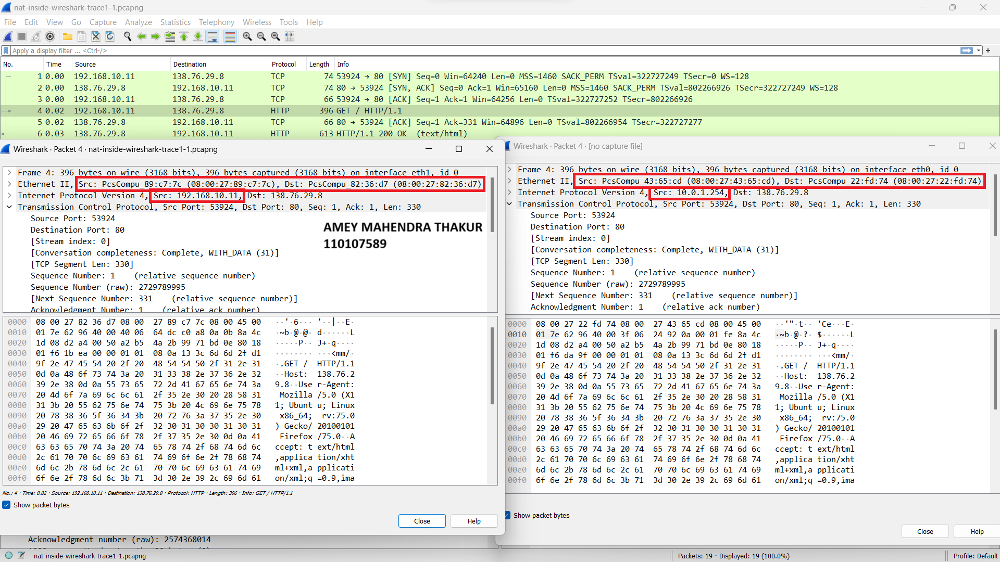 nat-inside-wireshark-trace1-1.pcapng
File Edit View Go Capture Analyze Statistics Telephony Wireless Tools Help
Apply a display filter ... <Ctrl-/>
No. Time Source Destination Protocol Length Info
1 0.00 192.168.10.11 138.76.29.8 TCP 74 53924 → 80 [SYN] Seq=0 Win=64240 Len=0 MSS=1460 SACK_PERM TSval=322727249 TSecr=0 WS=128
2 0.00 138.76.29.8 192.168.10.11 TCP 74 80 → 53924 [SYN, ACK] Seq=0 Ack=1 Win=65160 Len=0 MSS=1460 SACK_PERM TSval=802266926 TSecr=322727249 WS=128
3 0.00 192.168.10.11 138.76.29.8 TCP 66 53924 → 80 [ACK] Seq=1 Ack=1 Win=64256 Len=0 TSval=322727252 TSecr=802266926
4 0.02 192.168.10.11 138.76.29.8 HTTP 396 GET / HTTP/1.1
5 0.02 138.76.29.8 192.168.10.11 TCP 66 80 → 53924 [ACK] Seq=1 Ack=331 Win=64896 Len=0 TSval=802266954 TSecr=322727277
6 0.03 138.76.29.8 192.168.10.11 HTTP 613 HTTP/1.1 200 OK (text/html)
Wireshark · Packet 4 · nat-inside-wireshark-trace1-1.pcapng
Frame 4: 396 bytes on wire (3168 bits), 396 bytes captured (3168 bits) on interface eth1, id 0
Ethernet II, Src: PcsCompu_89:c7:7c (08:00:27:89:c7:7c), Dst: PcsCompu_82:36:d7 (08:00:27:82:36:d7)
Internet Protocol Version 4, Src: 192.168.10.11, Dst: 138.76.29.8
Transmission Control Protocol, Src Port: 53924, Dst Port: 80, Seq: 1, Ack: 1, Len: 330
Source Port: 53924
Destination Port: 80
[Stream index: 0]
[Conversation completeness: Complete, WITH_DATA (31)]
[TCP Segment Len: 330]
Sequence Number: 1 (relative sequence number)
Sequence Number (raw): 2729789995
[Next Sequence Number: 331 (relative sequence number)]
Acknowledgment Number: 1 (relative ack number)
AMEY MAHENDRA THAKUR
110107589
0000 08 00 27 82 36 d7 08 00 27 89 c7 7c 08 00 45 00 ··'·6··· '··|··E·
0010 01 7e 62 96 40 00 40 06 64 dc c0 a8 0a 0b 8a 4c ·~b·@·@· d······L
0020 1d 08 d2 a4 00 50 a2 b5 4a 2b 99 71 bd 0e 80 18 ·····P·· J+·q····
0030 01 f6 1b ea 00 00 01 01 08 0a 13 3c 6d 6d 2f d1 ········ ···<mm/·
0040 9f 2e 47 45 54 20 2f 20 48 54 54 50 2f 31 2e 31 ·.GET / HTTP/1.1
0050 0d 0a 48 6f 73 74 3a 20 31 33 38 2e 37 36 2e 32 ··Host: 138.76.2
0060 39 2e 38 0d 0a 55 73 65 72 2d 41 67 65 6e 74 3a 9.8··Use r-Agent:
0070 20 4d 6f 7a 69 6c 6c 61 2f 35 2e 30 20 28 58 31 Mozilla /5.0 (X1
0080 31 3b 20 55 62 75 6e 74 75 3b 20 4c 69 6e 75 78 1; Ubunt u; Linux
0090 20 78 38 36 5f 36 34 3b 20 72 76 3a 37 35 2e 30 x86_64; rv:75.0
00a0 29 20 47 65 63 6b 6f 2f 32 30 31 30 30 31 30 31 ) Gecko/ 20100101
00b0 20 46 69 72 65 66 6f 78 2f 37 35 2e 30 0d 0a 41 Firefox /75.0··A
00c0 63 63 65 70 74 3a 20 74 65 78 74 2f 68 74 6d 6c ccept: t ext/html
00d0 2c 61 70 70 6c 69 63 61 74 69 6f 6e 2f 78 68 74 ,applica tion/xht
00e0 6d 6c 2b 78 6d 6c 2c 61 70 70 6c 69 63 61 74 69 ml+xml,a pplicati
00f0 6f 6e 2f 78 6d 6c 3b 71 3d 30 2e 39 2c 69 6d 61 on/xml;q =0.9,ima
No.: 4 · Time: 0.02 · Source: 192.168.10.11 · Destination: 138.76.29.8 · Protocol: HTTP · Length: 396 · Info: GET / HTTP/1.1
Show packet bytes
Close Help
Wireshark · Packet 4 · [no capture file]
Frame 4: 396 bytes on wire (3168 bits), 396 bytes captured (3168 bits) on interface eth0, id 0
Ethernet II, Src: PcsCompu_43:65:cd (08:00:27:43:65:cd), Dst: PcsCompu_22:fd:74 (08:00:27:22:fd:74)
Internet Protocol Version 4, Src: 10.0.1.254, Dst: 138.76.29.8
Transmission Control Protocol, Src Port: 53924, Dst Port: 80, Seq: 1, Ack: 1, Len: 330
Source Port: 53924
Destination Port: 80
[Stream index: 0]
[Conversation completeness: Complete, WITH_DATA (31)]
[TCP Segment Len: 330]
Sequence Number: 1 (relative sequence number)
Sequence Number (raw): 2729789995
[Next Sequence Number: 331 (relative sequence number)]
Acknowledgment Number: 1 (relative ack number)
0000 08 00 27 22 fd 74 08 00 27 43 65 cd 08 00 45 00 ··'"·t·· 'Ce···E·
0010 01 7e 62 96 40 00 3f 06 24 92 0a 00 01 fe 8a 4c ·~b·@·?· $······L
0020 1d 08 d2 a4 00 50 a2 b5 4a 2b 99 71 bd 0e 80 18 ·····P·· J+·q····
0030 01 f6 da 9f 00 00 01 01 08 0a 13 3c 6d 6d 2f d1 ········ ···<mm/·
0040 9f 2e 47 45 54 20 2f 20 48 54 54 50 2f 31 2e 31 ·.GET / HTTP/1.1
0050 0d 0a 48 6f 73 74 3a 20 31 33 38 2e 37 36 2e 32 ··Host: 138.76.2
0060 39 2e 38 0d 0a 55 73 65 72 2d 41 67 65 6e 74 3a 9.8··Use r-Agent:
0070 20 4d 6f 7a 69 6c 6c 61 2f 35 2e 30 20 28 58 31 Mozilla /5.0 (X1
0080 31 3b 20 55 62 75 6e 74 75 3b 20 4c 69 6e 75 78 1; Ubunt u; Linux
0090 20 78 38 36 5f 36 34 3b 20 72 76 3a 37 35 2e 30 x86_64; rv:75.0
00a0 29 20 47 65 63 6b 6f 2f 32 30 31 30 30 31 30 31 ) Gecko/ 20100101
00b0 20 46 69 72 65 66 6f 78 2f 37 35 2e 30 0d 0a 41 Firefox /75.0··A
00c0 63 63 65 70 74 3a 20 74 65 78 74 2f 68 74 6d 6c ccept: t ext/html
00d0 2c 61 70 70 6c 69 63 61 74 69 6f 6e 2f 78 68 74 ,applica tion/xht
00e0 6d 6c 2b 78 6d 6c 2c 61 70 70 6c 69 63 61 74 69 ml+xml,a pplicati
00f0 6f 6e 2f 78 6d 6c 3b 71 3d 30 2e 39 2c 69 6d 61 on/xml;q =0.9,ima
Show packet bytes
Close Help
Acknowledgment number (raw): 2574368014
nat-inside-wireshark-trace1-1.pcapng
Packets: 19 · Displayed: 19 (100.0%)
Profile: Default